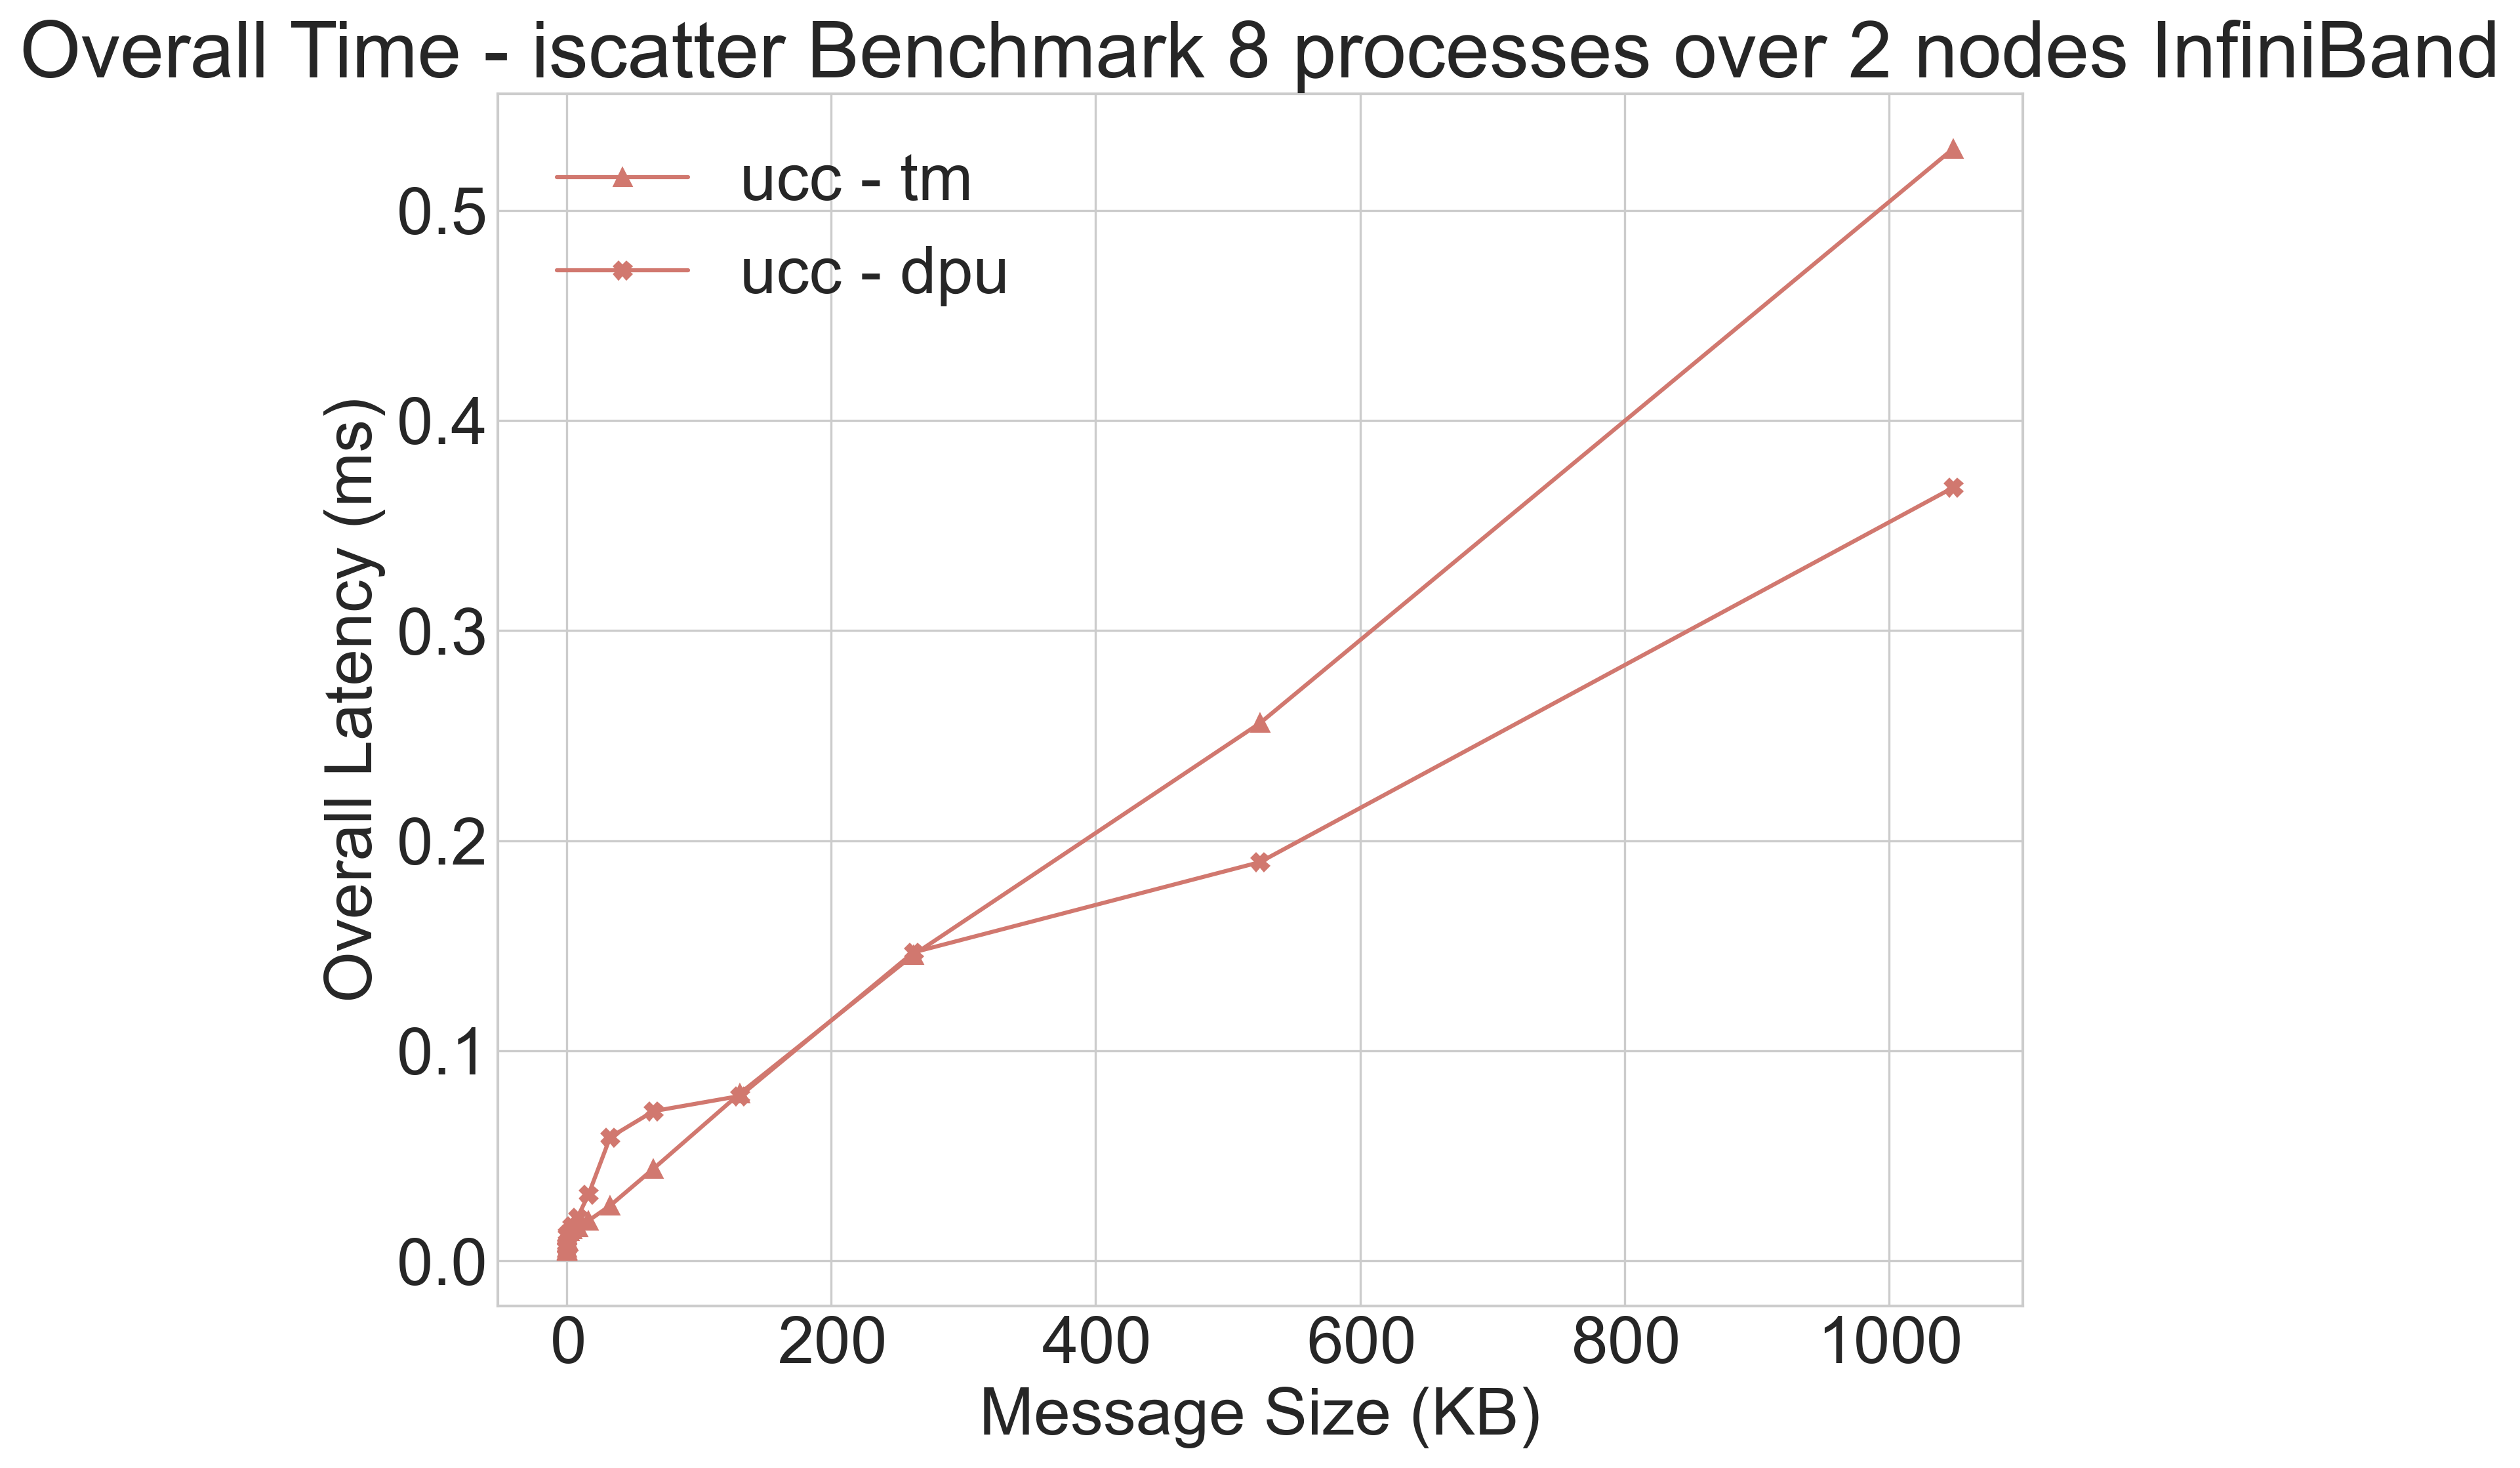 Overall Time - iscatter Benchmark 8 processes over 2 nodes InfiniBand
ucc - tm
ucc - dpu
Overall Latency (ms)
0.5
0.4
0.3
0.2
0.1
0.0
0 200 400 600 800 1000
Message Size (KB)